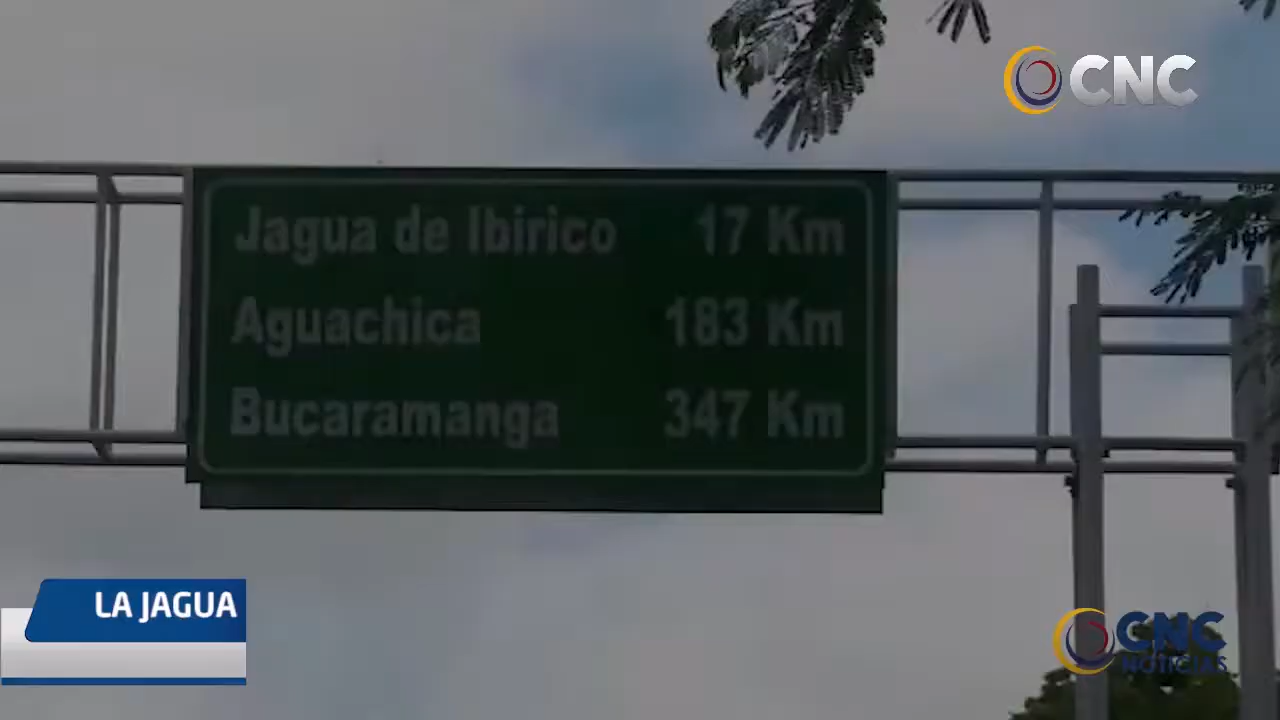 CNC
Jagua de Ibirico 17 Km
Aguachica 183 Km
Bucaramanga 347 Km
LA JAGUA
CNC
NOTICIAS